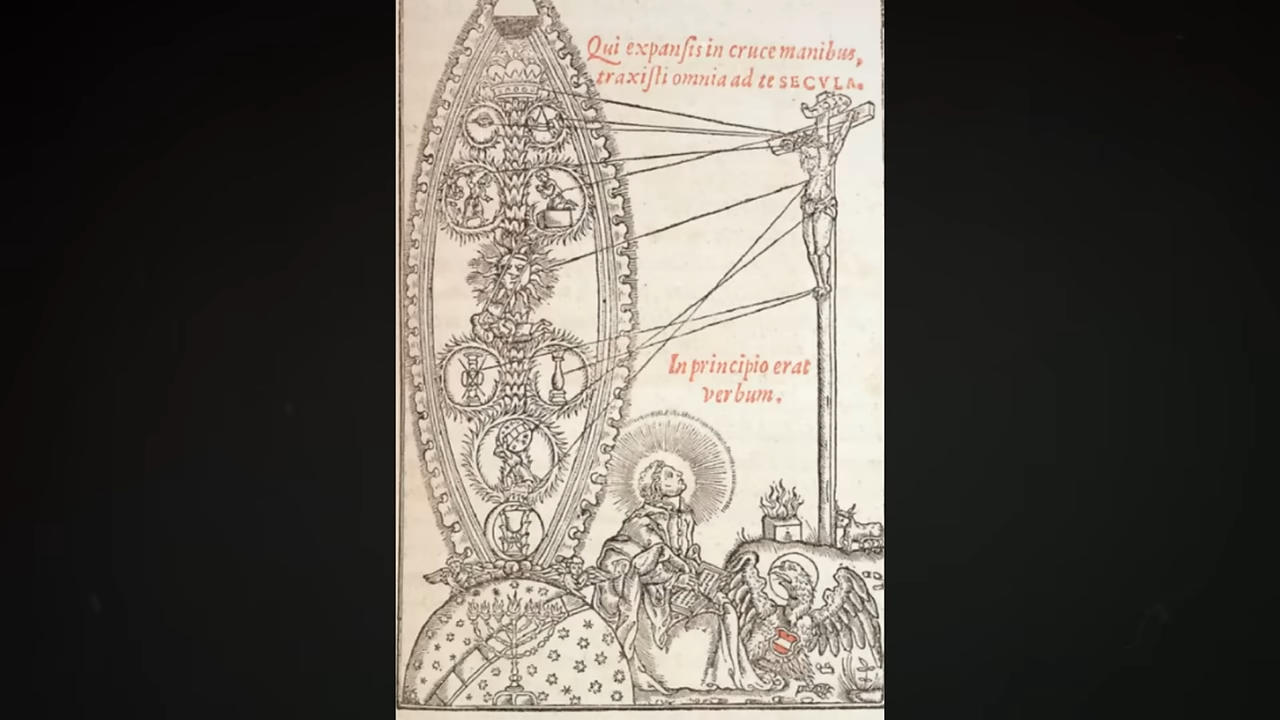 Qui expanſis in cruce manibus,
traxiſti omnia ad te SECVLA.
In principio erat
verbum.